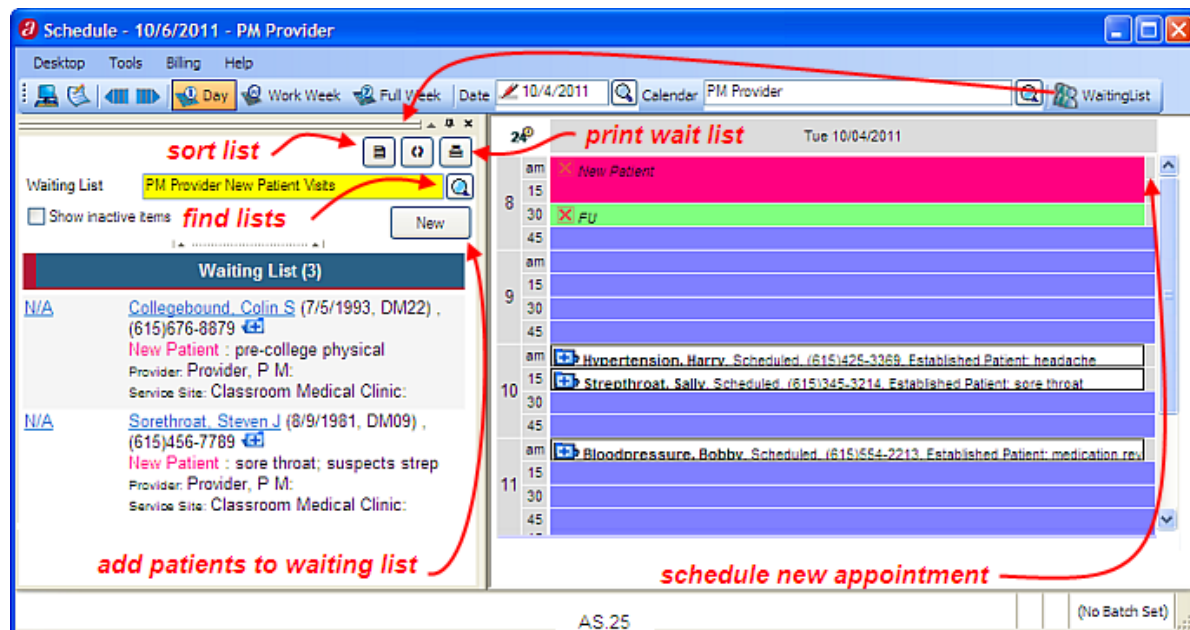 Schedule - 10/6/2011 - PM Provider
Desktop Tools Billing Help
Day Work Week Full Week Date 10/4/2011 Calendar PM Provider WaitingList
sort list
print wait list
Waiting List PM Provider New Patient Visits
Show inactive items
find lists
New
Waiting List (3)
N/A Collegebound, Colin S (7/5/1993, DM22) ,
(615)676-8879
New Patient : pre-college physical
Provider: Provider, P M:
Service Site: Classroom Medical Clinic:
N/A Sorethroat, Steven J (8/9/1981, DM09) ,
(615)456-7789
New Patient : sore throat; suspects strep
Provider: Provider, P M:
Service Site: Classroom Medical Clinic:
add patients to waiting list
24 Tue 10/04/2011
8
am New Patient
15
30 FU
45
9
am
15
30
45
10
am Hypertension, Harry, Scheduled, (615)425-3369, Established Patient: headache
15 Strepthroat, Sally, Scheduled, (615)345-3214, Established Patient: sore throat
30
45
11
am Bloodpressure, Bobby, Scheduled, (615)554-2213, Established Patient: medication rev
15
30
45
schedule new appointment
AS.25
(No Batch Set)